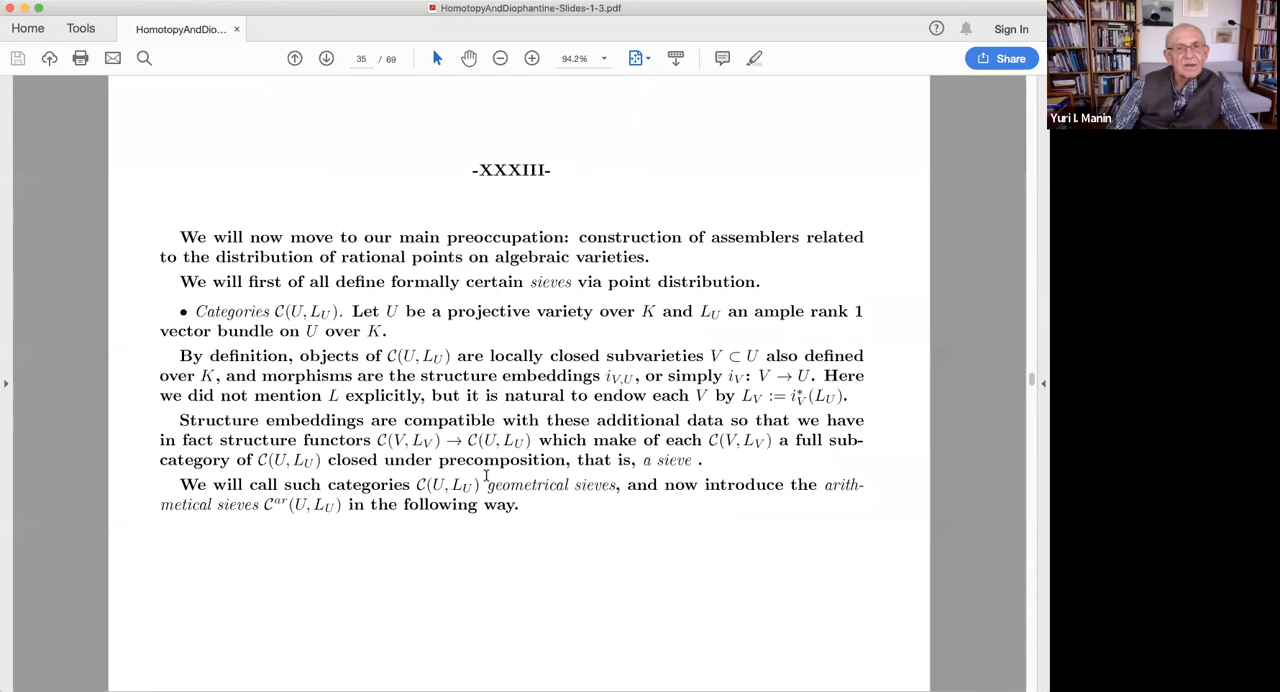 HomotopyAndDiophantine-Slides-1-3.pdf
Home Tools HomotopyAndDio... × Sign In
35 / 69 94.2% Share
Yuri I. Manin
-XXXIII-
We will now move to our main preoccupation: construction of assemblers related
to the distribution of rational points on algebraic varieties.
We will first of all define formally certain sieves via point distribution.
• Categories C(U, L_U). Let U be a projective variety over K and L_U an ample rank 1
vector bundle on U over K.
By definition, objects of C(U, L_U) are locally closed subvarieties V ⊂ U also defined
over K, and morphisms are the structure embeddings i_{V,U}, or simply i_V : V → U. Here
we did not mention L explicitly, but it is natural to endow each V by L_V := i*_V(L_U).
Structure embeddings are compatible with these additional data so that we have
in fact structure functors C(V, L_V) → C(U, L_U) which make of each C(V, L_V) a full sub-
category of C(U, L_U) closed under precomposition, that is, a sieve .
We will call such categories C(U, L_U) geometrical sieves, and now introduce the arith-
metical sieves C^{ar}(U, L_U) in the following way.